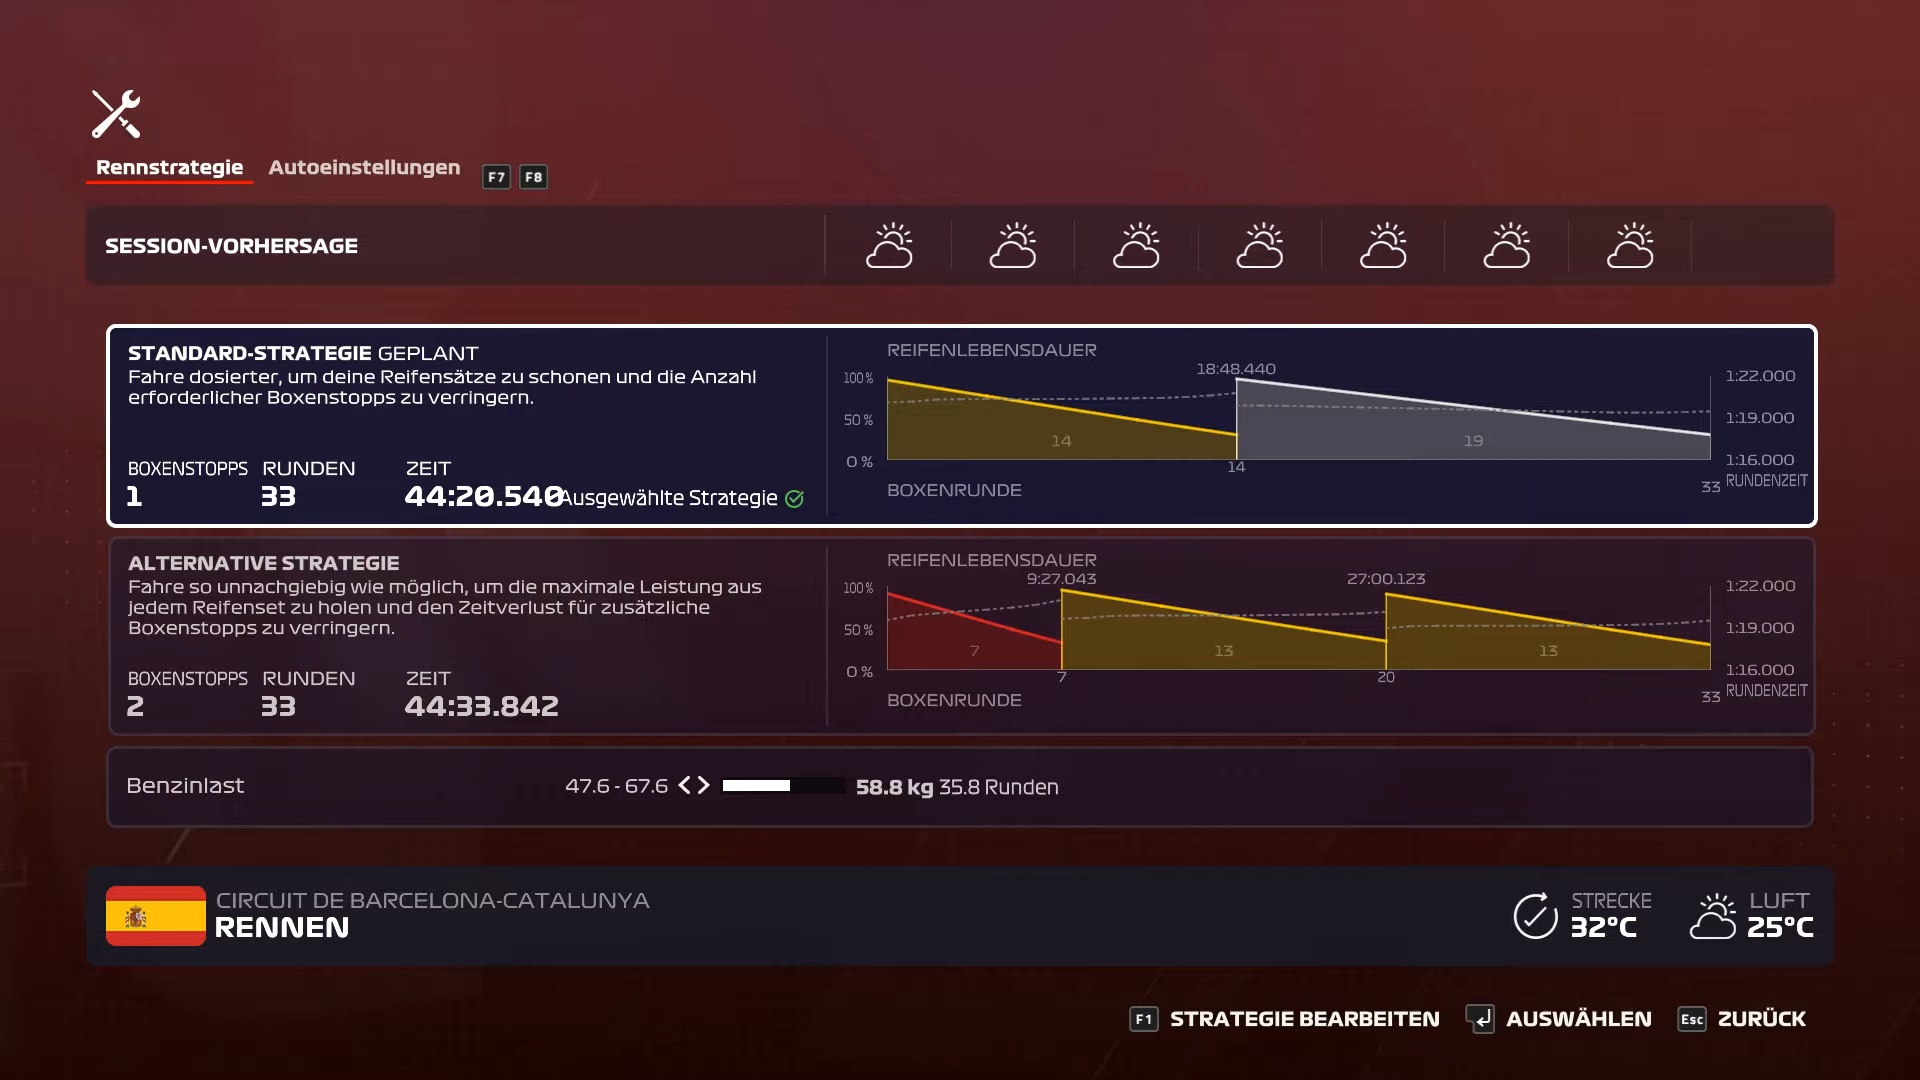 Rennstrategie Autoeinstellungen F7 F8
SESSION-VORHERSAGE
STANDARD-STRATEGIE GEPLANT
Fahre dosierter, um deine Reifensätze zu schonen und die Anzahl
erforderlicher Boxenstopps zu verringern.
BOXENSTOPPS RUNDEN ZEIT
1 33 44:20.540 Ausgewählte Strategie
REIFENLEBENSDAUER
18:48.440
100 % 1:22.000
50 % 1:19.000
14 19
0 % 14 1:16.000
BOXENRUNDE 33 RUNDENZEIT
ALTERNATIVE STRATEGIE
Fahre so unnachgiebig wie möglich, um die maximale Leistung aus
jedem Reifenset zu holen und den Zeitverlust für zusätzliche
Boxenstopps zu verringern.
BOXENSTOPPS RUNDEN ZEIT
2 33 44:33.842
REIFENLEBENSDAUER
9:27.043 27:00.123
100 % 1:22.000
50 % 1:19.000
7 13 13
0 % 7 20 1:16.000
BOXENRUNDE 33 RUNDENZEIT
Benzinlast 47.6 - 67.6 58.8 kg 35.8 Runden
CIRCUIT DE BARCELONA-CATALUNYA
RENNEN
STRECKE
32°C
LUFT
25°C
F1 STRATEGIE BEARBEITEN AUSWÄHLEN Esc ZURÜCK